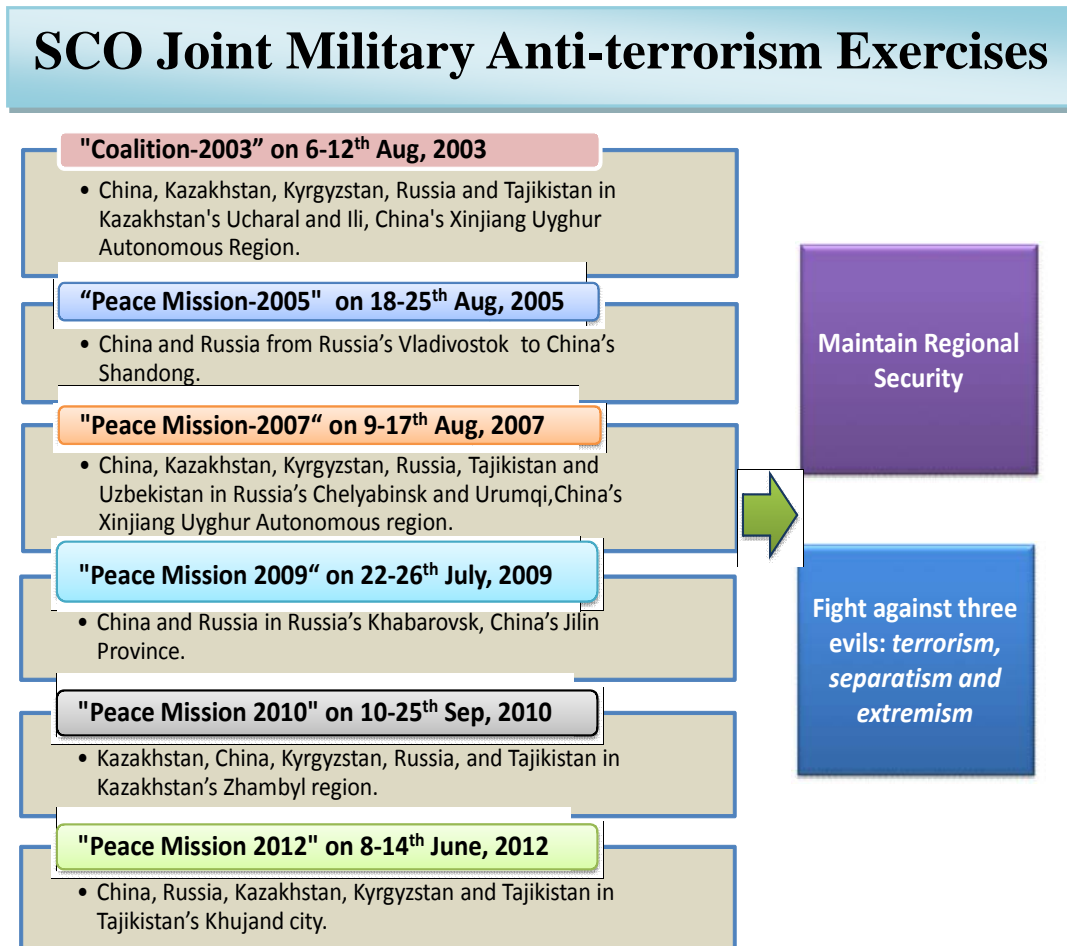 SCO Joint Military Anti-terrorism Exercises
"Coalition-2003” on 6-12th Aug, 2003
• China, Kazakhstan, Kyrgyzstan, Russia and Tajikistan in
Kazakhstan's Ucharal and Ili, China's Xinjiang Uyghur
Autonomous Region.
“Peace Mission-2005" on 18-25th Aug, 2005
• China and Russia from Russia’s Vladivostok to China’s
Shandong.
"Peace Mission-2007“ on 9-17th Aug, 2007
• China, Kazakhstan, Kyrgyzstan, Russia, Tajikistan and
Uzbekistan in Russia’s Chelyabinsk and Urumqi,China’s
Xinjiang Uyghur Autonomous region.
"Peace Mission 2009“ on 22-26th July, 2009
• China and Russia in Russia’s Khabarovsk, China’s Jilin
Province.
"Peace Mission 2010" on 10-25th Sep, 2010
• Kazakhstan, China, Kyrgyzstan, Russia, and Tajikistan in
Kazakhstan’s Zhambyl region.
"Peace Mission 2012" on 8-14th June, 2012
• China, Russia, Kazakhstan, Kyrgyzstan and Tajikistan in
Tajikistan’s Khujand city.
Maintain Regional
Security
Fight against three
evils: terrorism,
separatism and
extremism